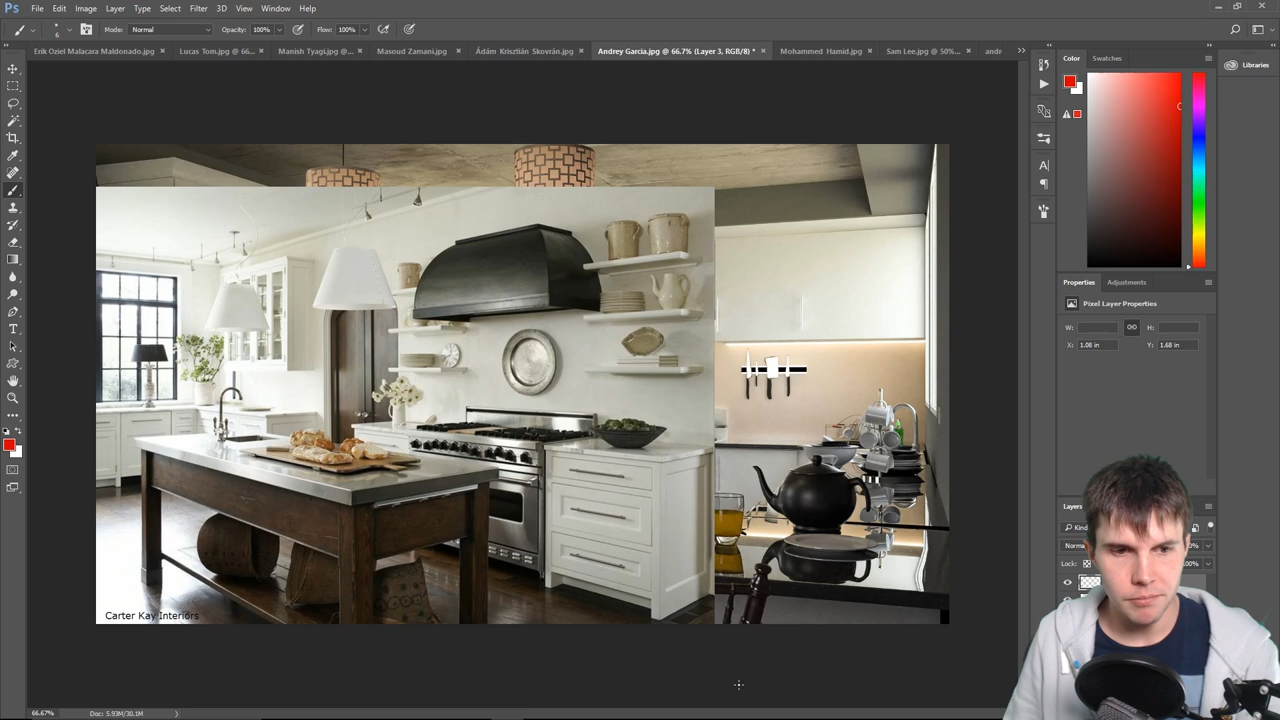 Ps File Edit Image Layer Type Select Filter 3D View Window Help
6 Mode: Normal Opacity: 100% Flow: 100%
Erik Oziel Malacara Maldonado.jpg × Lucas Tom.jpg @ 66... × Manish Tyagi.jpg @... × Masoud Zamani.jpg × Ádám Krisztián Skovrán.jpg × Andrey Garcia.jpg @ 66.7% (Layer 3, RGB/8) * × Mohammed Hamid.jpg × Sam Lee.jpg @ 50%... × andr
Color Swatches
Libraries
Properties Adjustments
Pixel Layer Properties
W: H:
X: 1.08 in Y: 1.68 in
Layers
Kind
Norma
Lock:
Carter Kay Interiors
66.67% Doc: 5.93M/30.1M